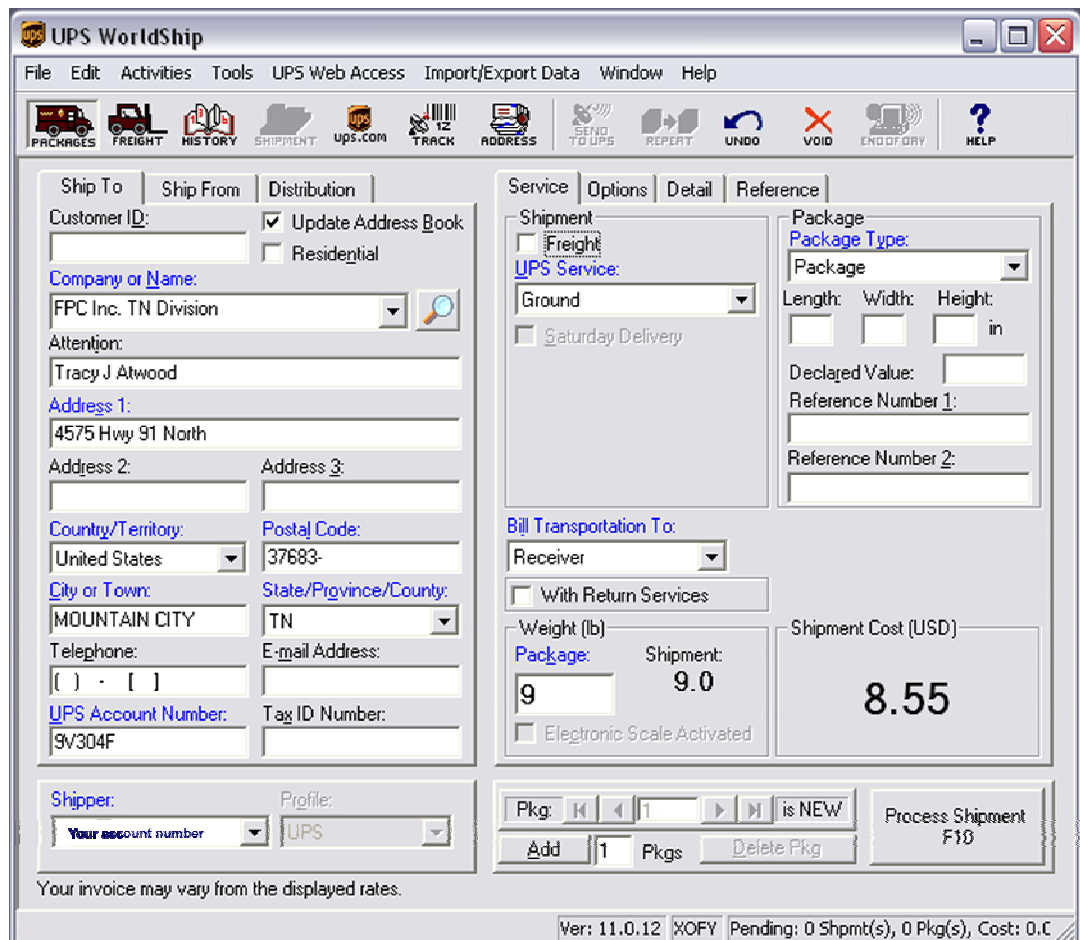 UPS WorldShip
File Edit Activities Tools UPS Web Access Import/Export Data Window Help
PACKAGES FREIGHT HISTORY SHIPMENT ups.com TRACK ADDRESS SEND TO UPS REPEAT UNDO VOID END OF DAY HELP
Ship To Ship From Distribution
Customer ID:
Update Address Book
Residential
Company or Name:
FPC Inc. TN Division
Attention:
Tracy J Atwood
Address 1:
4575 Hwy 91 North
Address 2: Address 3:
Country/Territory: Postal Code:
United States 37683-
City or Town: State/Province/County:
MOUNTAIN CITY TN
Telephone: E-mail Address:
( ) - [ ]
UPS Account Number: Tax ID Number:
9V304F
Shipper: Profile:
Your account number UPS
Service Options Detail Reference
Shipment
Freight
UPS Service:
Ground
Saturday Delivery
Package
Package Type:
Package
Length: Width: Height:
in
Declared Value:
Reference Number 1:
Reference Number 2:
Bill Transportation To:
Receiver
With Return Services
Weight (lb)
Package: Shipment:
9 9.0
Electronic Scale Activated
Shipment Cost (USD)
8.55
Pkg: 1 is NEW
Add 1 Pkgs Delete Pkg
Process Shipment
F10
Your invoice may vary from the displayed rates.
Ver: 11.0.12 XOFY Pending: 0 Shpmt(s), 0 Pkg(s), Cost: 0.0